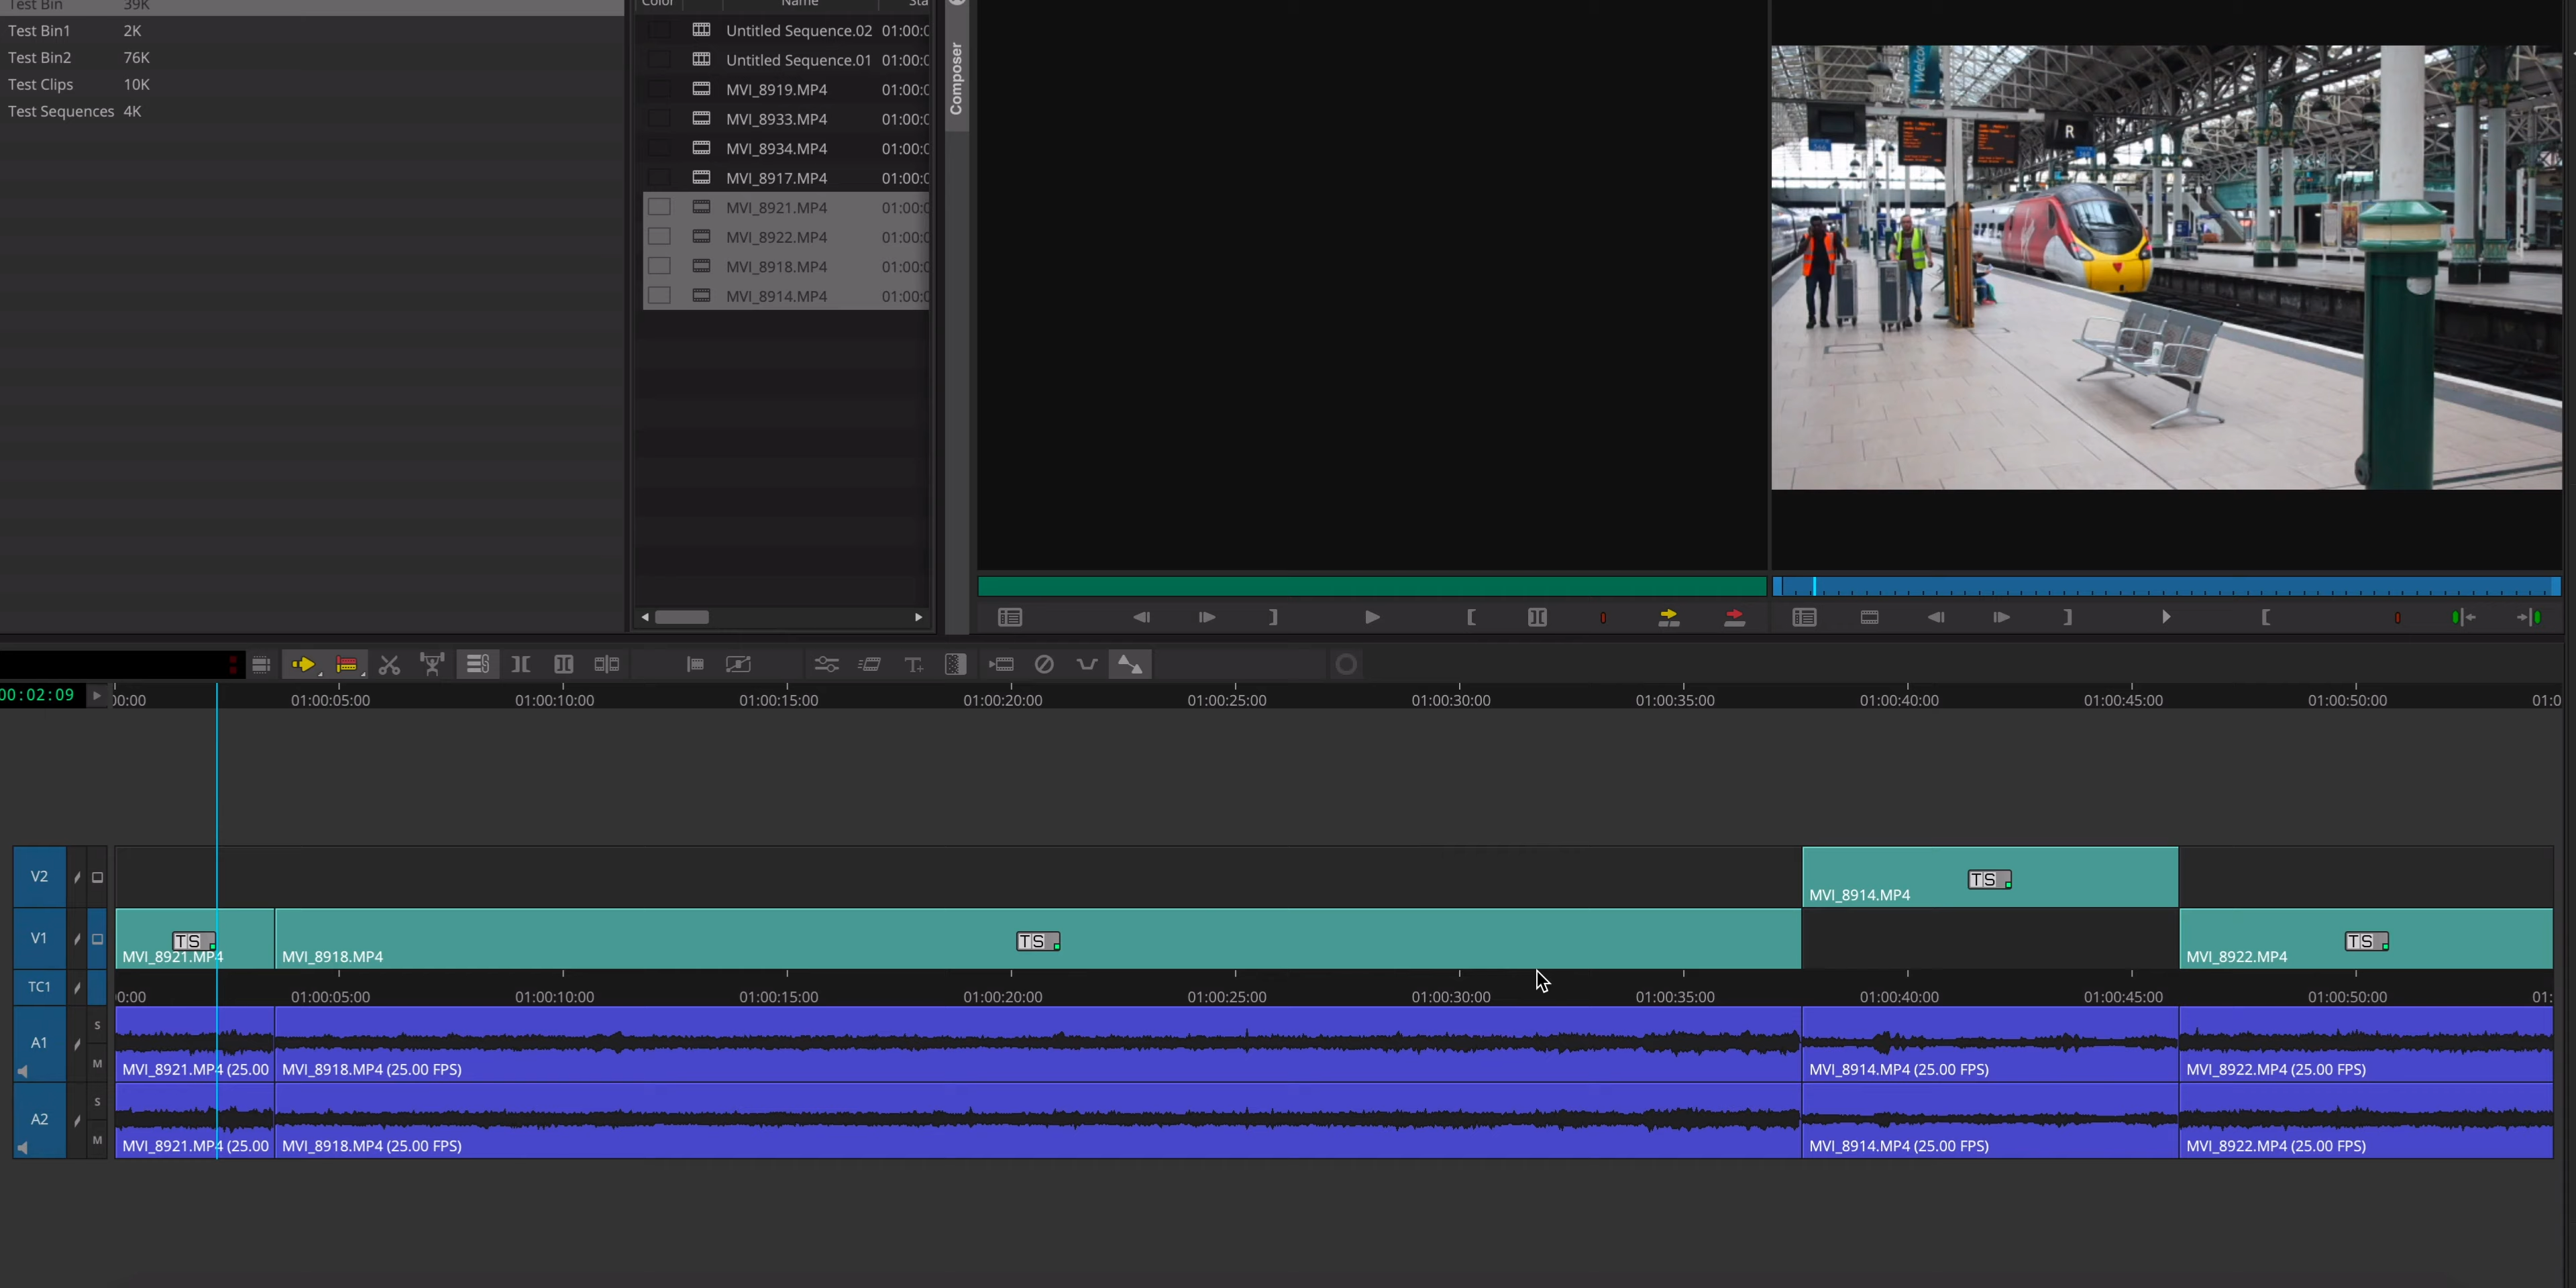 Test Bin 39K
Test Bin1 2K
Test Bin2 76K
Test Clips 10K
Test Sequences 4K
Color Name Sta
Untitled Sequence.02 01:00:0
Untitled Sequence.01 01:00:0
MVI_8919.MP4 01:00:0
MVI_8933.MP4 01:00:0
MVI_8934.MP4 01:00:0
MVI_8917.MP4 01:00:0
MVI_8921.MP4 01:00:0
MVI_8922.MP4 01:00:0
MVI_8918.MP4 01:00:0
MVI_8914.MP4 01:00:0
Composer
Welco
R
00:02:09
00:00 01:00:05:00 01:00:10:00 01:00:15:00 01:00:20:00 01:00:25:00 01:00:30:00 01:00:35:00 01:00:40:00 01:00:45:00 01:00:50:00 01:0
V2
TS
MVI_8914.MP4
V1
TS TS TS
MVI_8921.MP4 MVI_8918.MP4 MVI_8922.MP4
TC1
0:00 01:00:05:00 01:00:10:00 01:00:15:00 01:00:20:00 01:00:25:00 01:00:30:00 01:00:35:00 01:00:40:00 01:00:45:00 01:00:50:00 01:
A1 S
M
MVI_8921.MP4 (25.00 MVI_8918.MP4 (25.00 FPS) MVI_8914.MP4 (25.00 FPS) MVI_8922.MP4 (25.00 FPS)
A2 S
M
MVI_8921.MP4 (25.00 MVI_8918.MP4 (25.00 FPS) MVI_8914.MP4 (25.00 FPS) MVI_8922.MP4 (25.00 FPS)